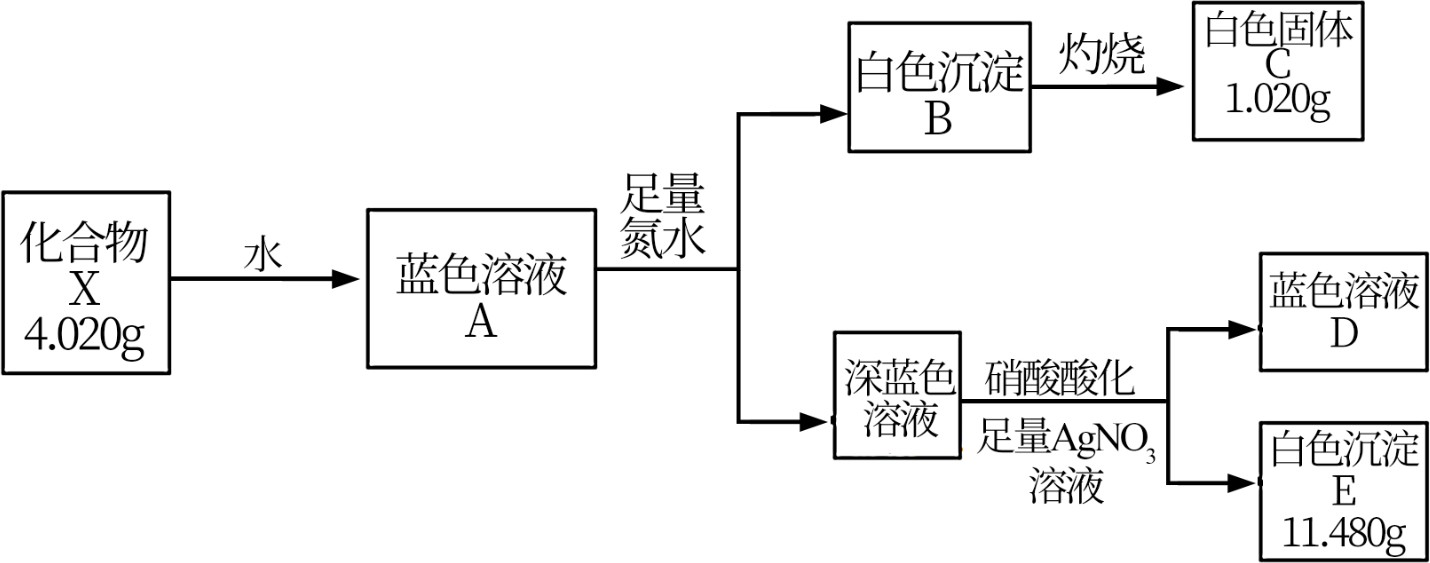 化合物
X
4.020g
水
蓝色溶液
A
足量
氮水
白色沉淀
B
灼烧
白色固体
C
1.020g
深蓝色
溶液
硝酸酸化
足量AgNO3
溶液
蓝色溶液
D
白色沉淀
E
11.480g